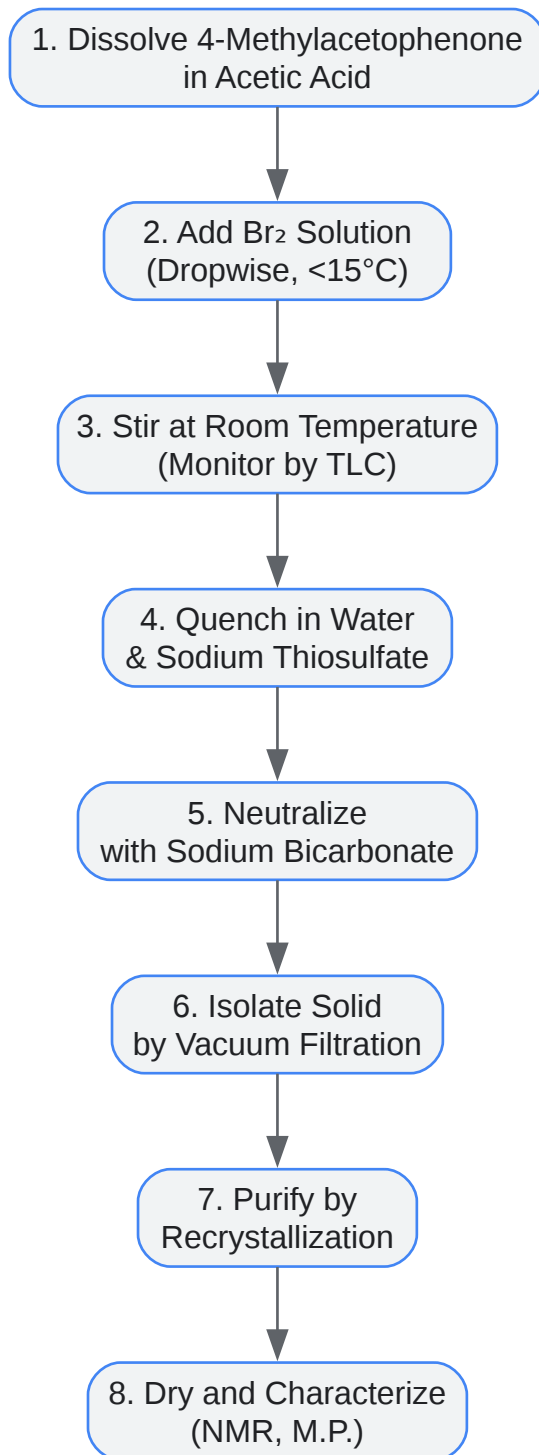 1. Dissolve 4-Methylacetophenone
in Acetic Acid
2. Add Br₂ Solution
(Dropwise, <15°C)
3. Stir at Room Temperature
(Monitor by TLC)
4. Quench in Water
& Sodium Thiosulfate
5. Neutralize
with Sodium Bicarbonate
6. Isolate Solid
by Vacuum Filtration
7. Purify by
Recrystallization
8. Dry and Characterize
(NMR, M.P.)